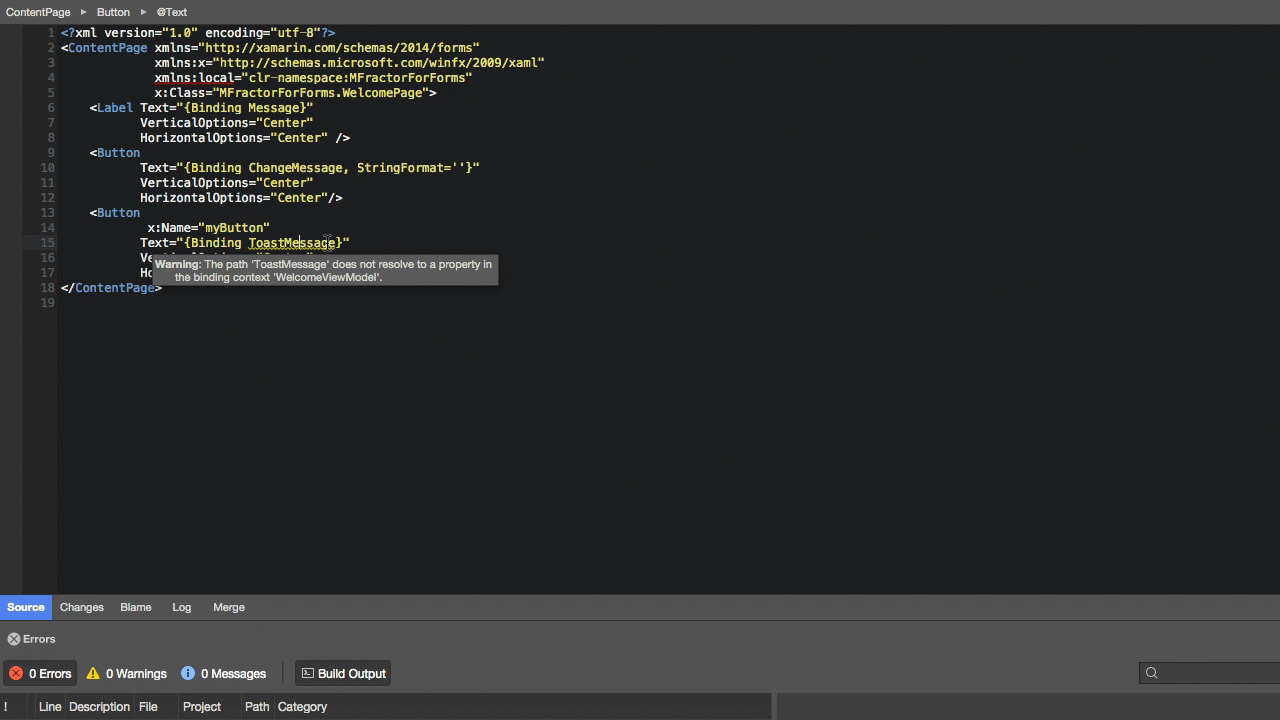 ContentPage ▸ Button ▸ @Text
1 <?xml version="1.0" encoding="utf-8"?>
2 <ContentPage xmlns="http://xamarin.com/schemas/2014/forms"
3 xmlns:x="http://schemas.microsoft.com/winfx/2009/xaml"
4 xmlns:local="clr-namespace:MFractorForForms"
5 x:Class="MFractorForForms.WelcomePage">
6 <Label Text="{Binding Message}"
7 VerticalOptions="Center"
8 HorizontalOptions="Center" />
9 <Button
10 Text="{Binding ChangeMessage, StringFormat=''}"
11 VerticalOptions="Center"
12 HorizontalOptions="Center"/>
13 <Button
14 x:Name="myButton"
15 Text="{Binding ToastMessage}"
16 Ve
Warning: The path 'ToastMessage' does not resolve to a property in
17 Ho
the binding context 'WelcomeViewModel'.
18 </ContentPage>
19
Source Changes Blame Log Merge
Errors
0 Errors 0 Warnings 0 Messages Build Output
! Line Description File Project Path Category